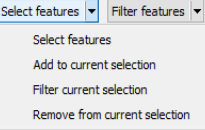 Select features Filter features
Select features
Add to current selection
Filter current selection
Remove from current selection